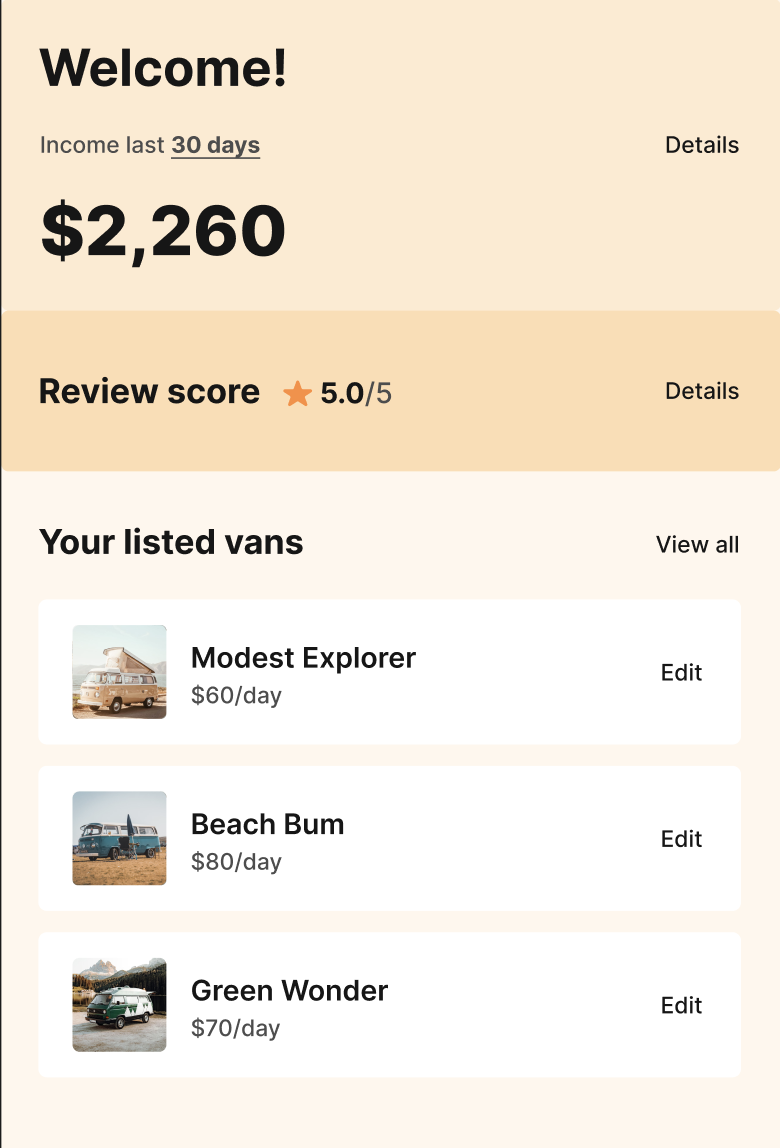 Welcome!
Income last 30 days
Details
$2,260
Review score 5.0/5
Details
Your listed vans
View all
Modest Explorer
$60/day
Edit
Beach Bum
$80/day
Edit
Green Wonder
$70/day
Edit